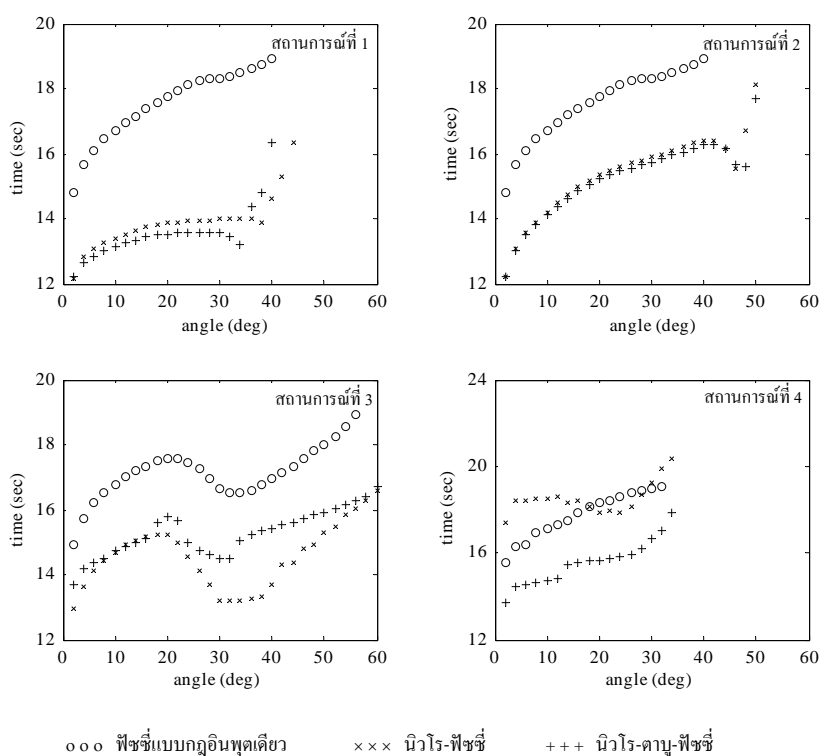 20
สถานการณ์ที่ 1
18
16
14
12
time (sec)
0 10 20 30 40 50 60
angle (deg)
20
สถานการณ์ที่ 2
18
16
14
12
time (sec)
0 10 20 30 40 50 60
angle (deg)
20
สถานการณ์ที่ 3
18
16
14
12
time (sec)
0 10 20 30 40 50 60
angle (deg)
24
สถานการณ์ที่ 4
20
16
12
time (sec)
0 10 20 30 40 50 60
angle (deg)
o o o ฟัซซี่แบบกฎอินพุตเดียว × × × นิวโร-ฟัซซี่ + + + นิวโร-ตาบู-ฟัซซี่